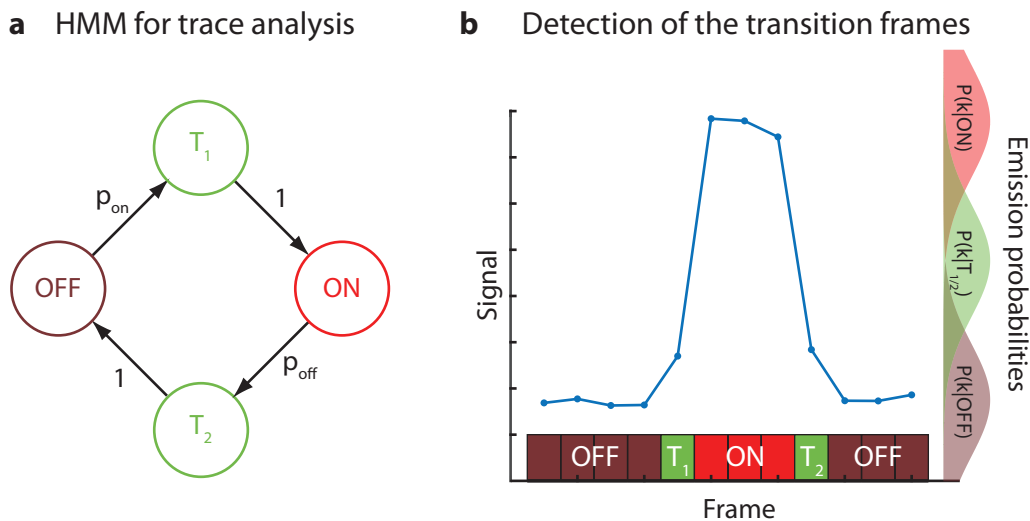 a HMM for trace analysis
T₁
pon
1
OFF
ON
1
poff
T₂
b Detection of the transition frames
Signal
OFF T₁ ON T₂ OFF
Frame
P(k|ON)
P(k|T1/2)
P(k|OFF)
Emission probabilities